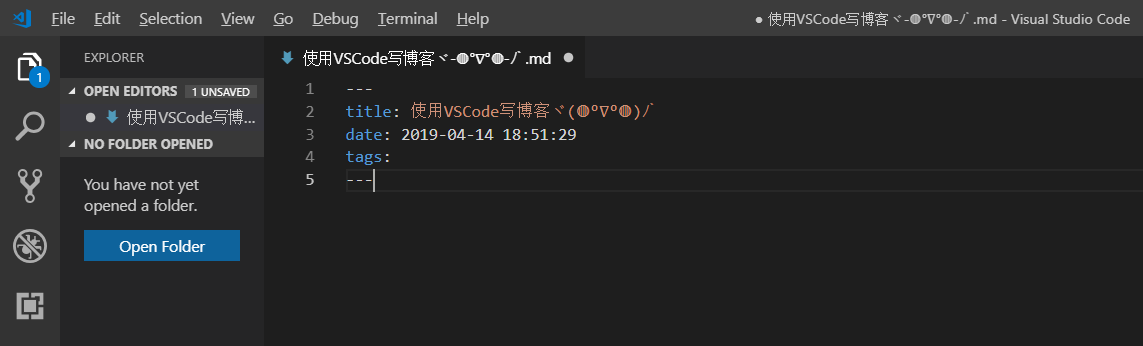 File Edit Selection View Go Debug Terminal Help
● 使用VSCode写博客ヾ-◍°∇°◍-ﾉﾞ.md - Visual Studio Code
EXPLORER
OPEN EDITORS 1 UNSAVED
使用VSCode写博...
NO FOLDER OPENED
You have not yet
opened a folder.
Open Folder
1
使用VSCode写博客ヾ-◍°∇°◍-ﾉﾞ.md
1 ---
2 title: 使用VSCode写博客ヾ(◍°∇°◍)ﾉﾞ
3 date: 2019-04-14 18:51:29
4 tags:
5 ---